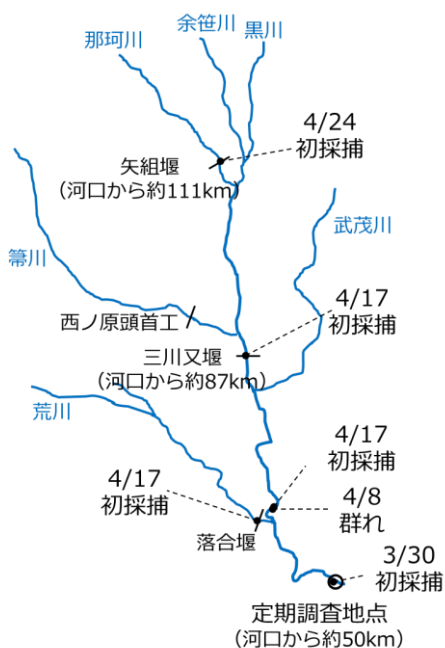 余笹川
那珂川
黒川
4/24
初採捕
矢組堰
(河口から約111km)
武茂川
箒川
4/17
初採捕
西ノ原頭首工
三川又堰
(河口から約87km)
荒川
4/17
初採捕
4/17
初採捕
4/8
群れ
落合堰
3/30
初採捕
定期調査地点
(河口から約50km)